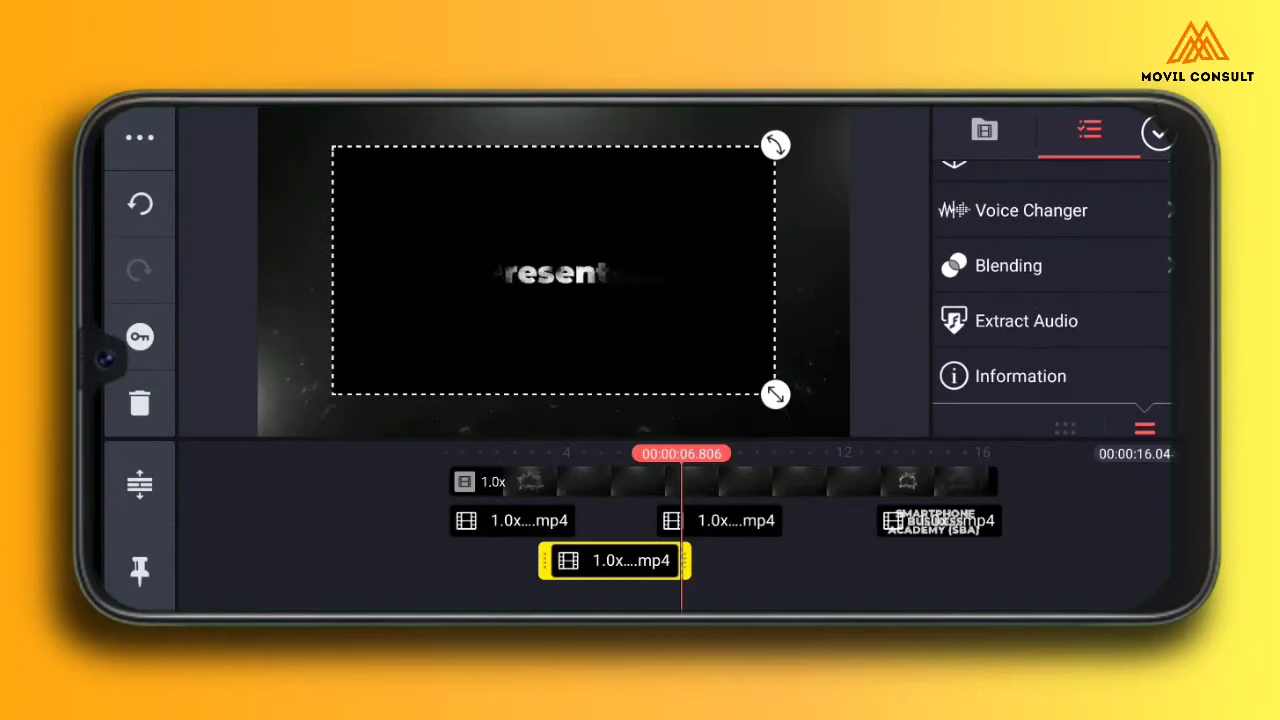 MOVIL CONSULT
resent
Voice Changer
Blending
Extract Audio
Information
4
00:00:06.806
12
16
00:00:16.04
1.0x
1.0x....mp4
1.0x....mp4
SMARTPHONE
ACADEMY (SBA)
1.0x....mp4